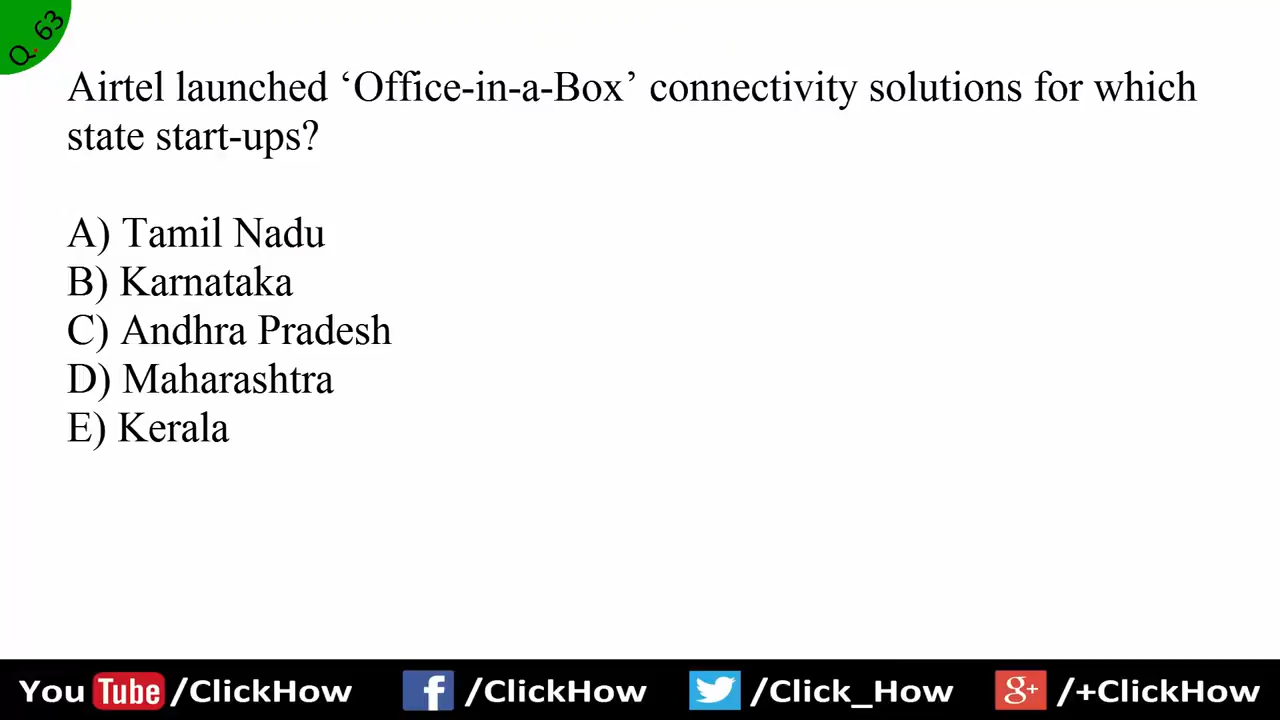 Q. 63
Airtel launched ‘Office-in-a-Box’ connectivity solutions for which
state start-ups?
A) Tamil Nadu
B) Karnataka
C) Andhra Pradesh
D) Maharashtra
E) Kerala
You Tube /ClickHow f /ClickHow /Click_How g+ /+ClickHow